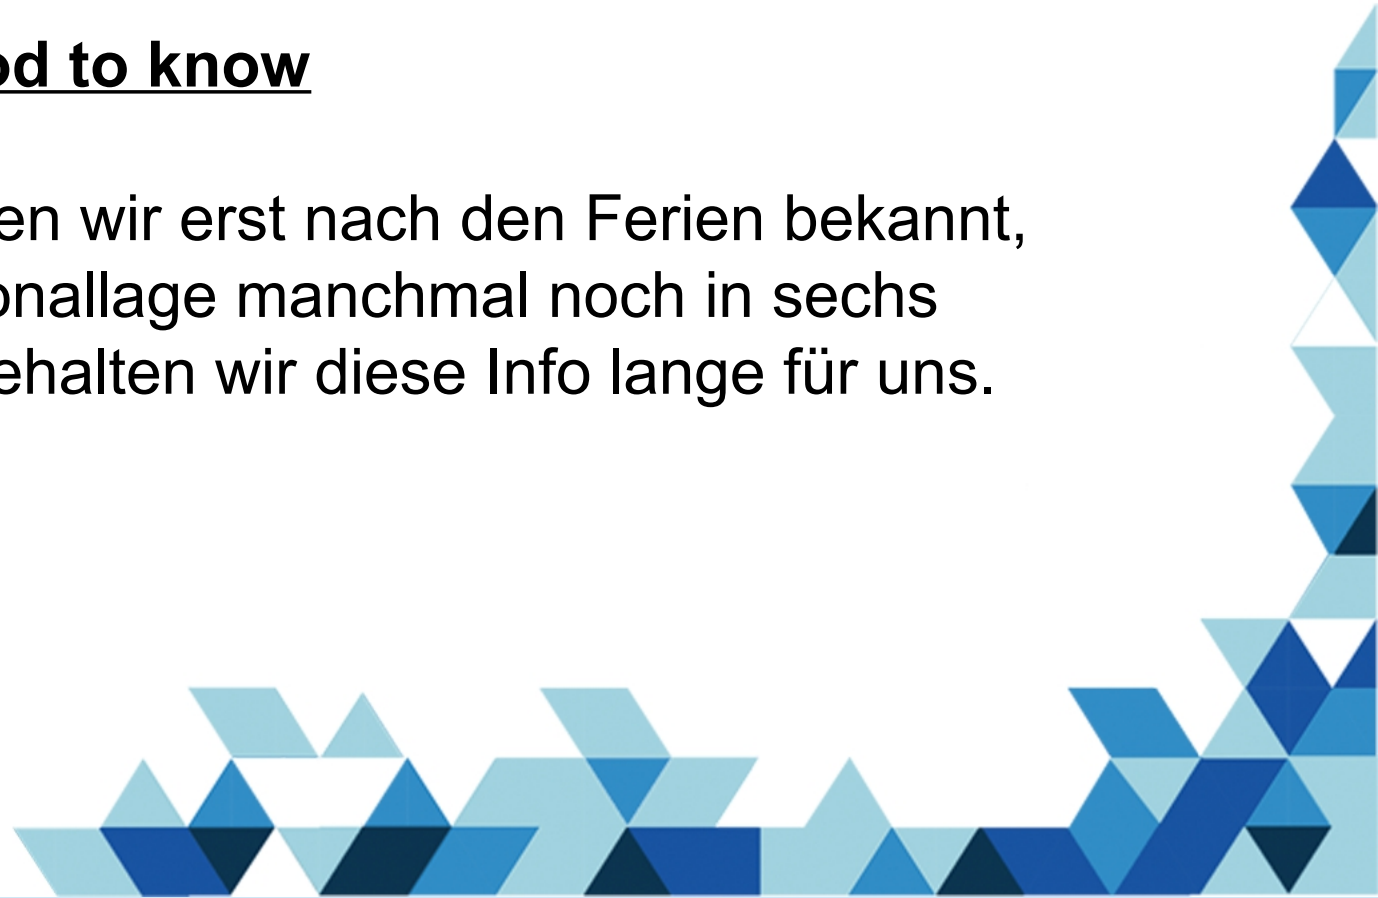 od to know
en wir erst nach den Ferien bekannt,
onallage manchmal noch in sechs
ehalten wir diese Info lange für uns.